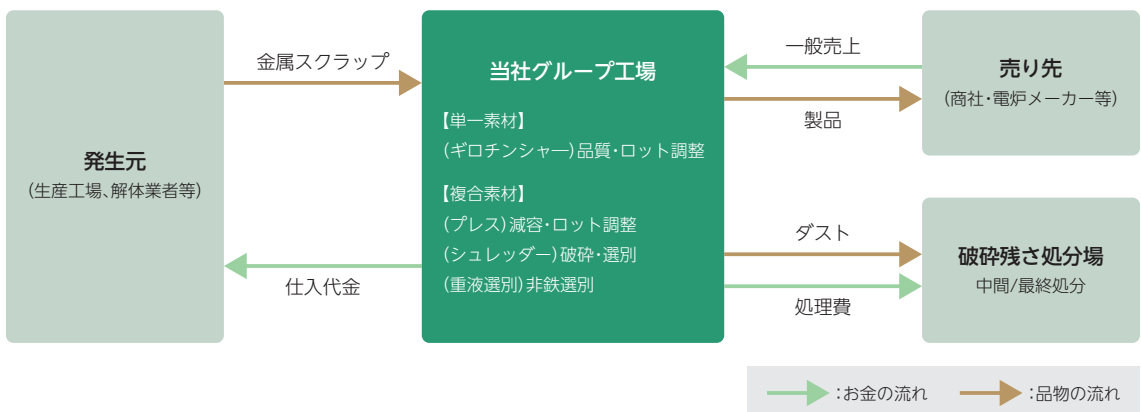 発生元
(生産工場、解体業者等)
金属スクラップ
仕入代金
当社グループ工場
【単一素材】
(ギロチンシャー)品質・ロット調整
【複合素材】
(プレス)減容・ロット調整
(シュレッダー)破砕・選別
(重液選別)非鉄選別
一般売上
製品
売り先
(商社・電炉メーカー等)
ダスト
処理費
破砕残さ処分場
中間/最終処分
:お金の流れ
:品物の流れ